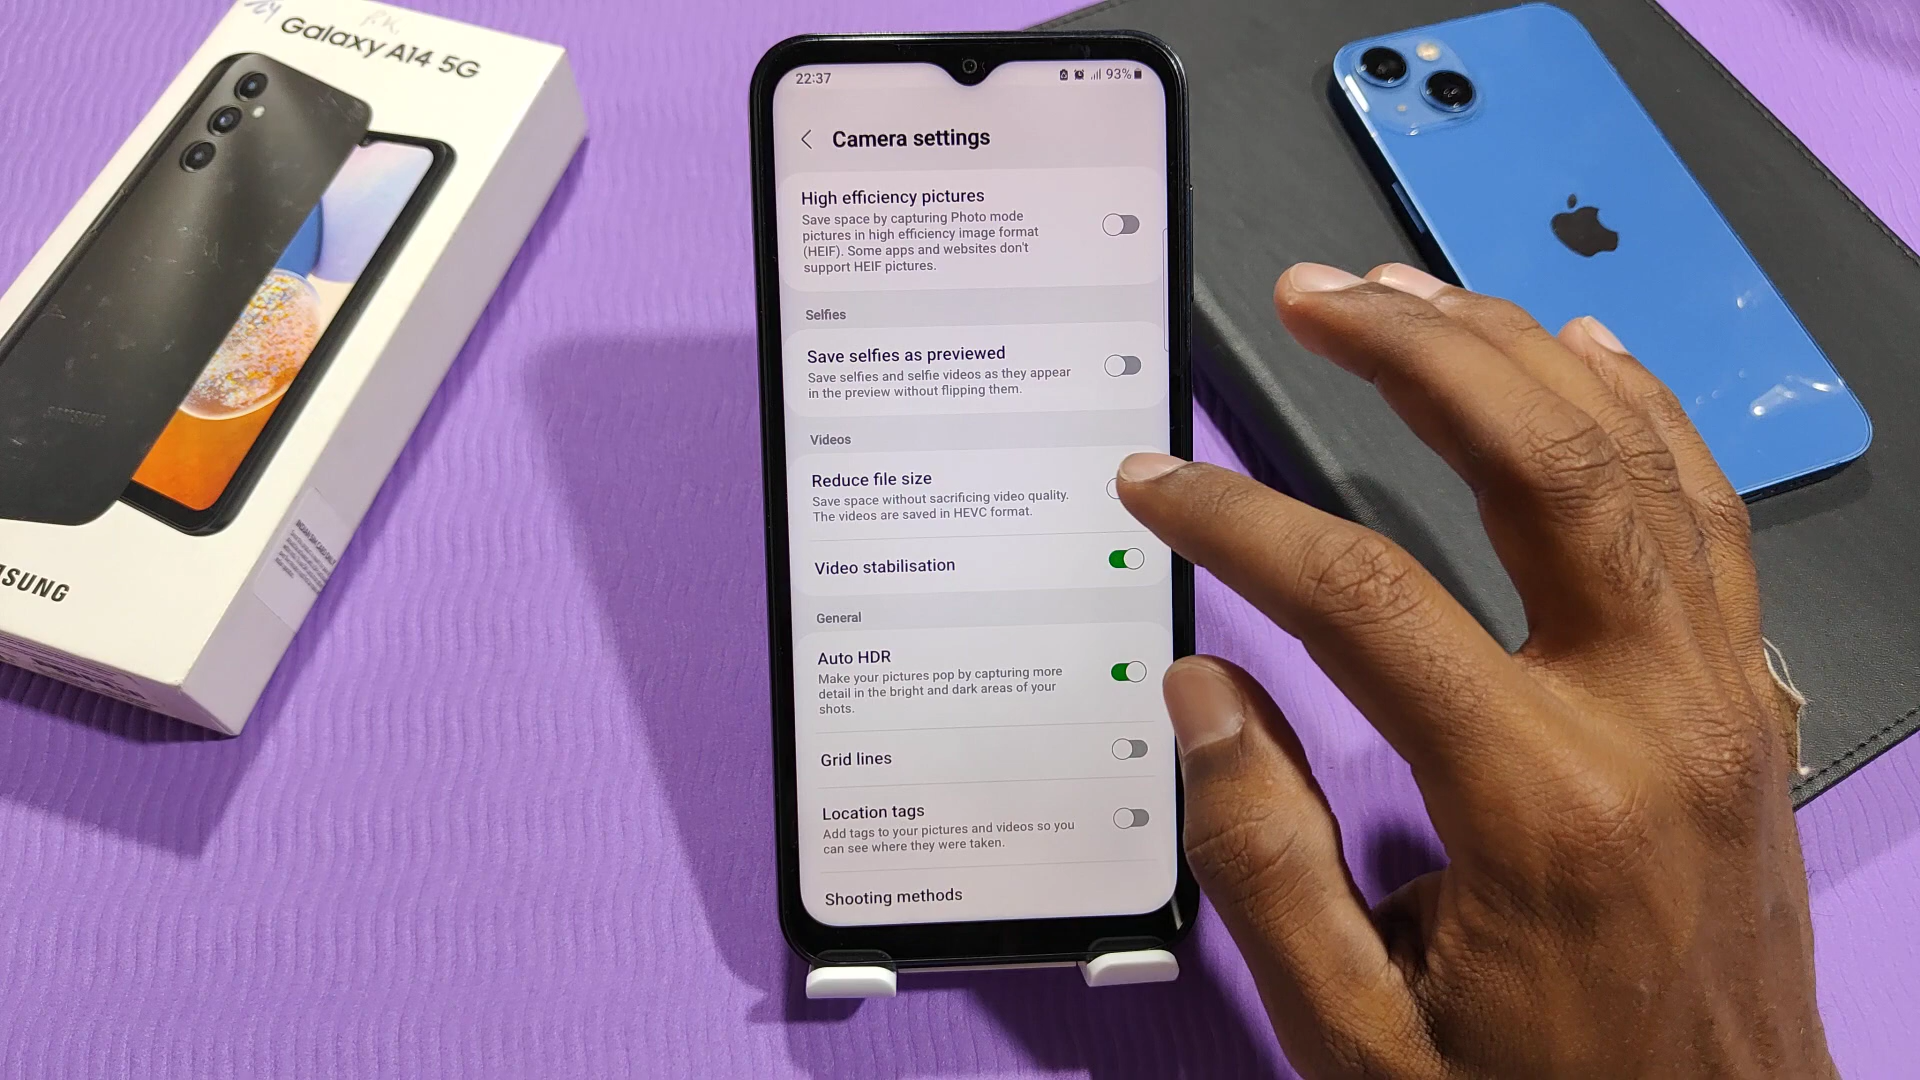 Galaxy A14 5G
SAMSUNG
22:37
93%
Camera settings
High efficiency pictures
Save space by capturing Photo mode
pictures in high efficiency image format
(HEIF). Some apps and websites don't
support HEIF pictures.
Selfies
Save selfies as previewed
Save selfies and selfie videos as they appear
in the preview without flipping them.
Videos
Reduce file size
Save space without sacrificing video quality.
The videos are saved in HEVC format.
Video stabilisation
General
Auto HDR
Make your pictures pop by capturing more
detail in the bright and dark areas of your
shots.
Grid lines
Location tags
Add tags to your pictures and videos so you
can see where they were taken.
Shooting methods